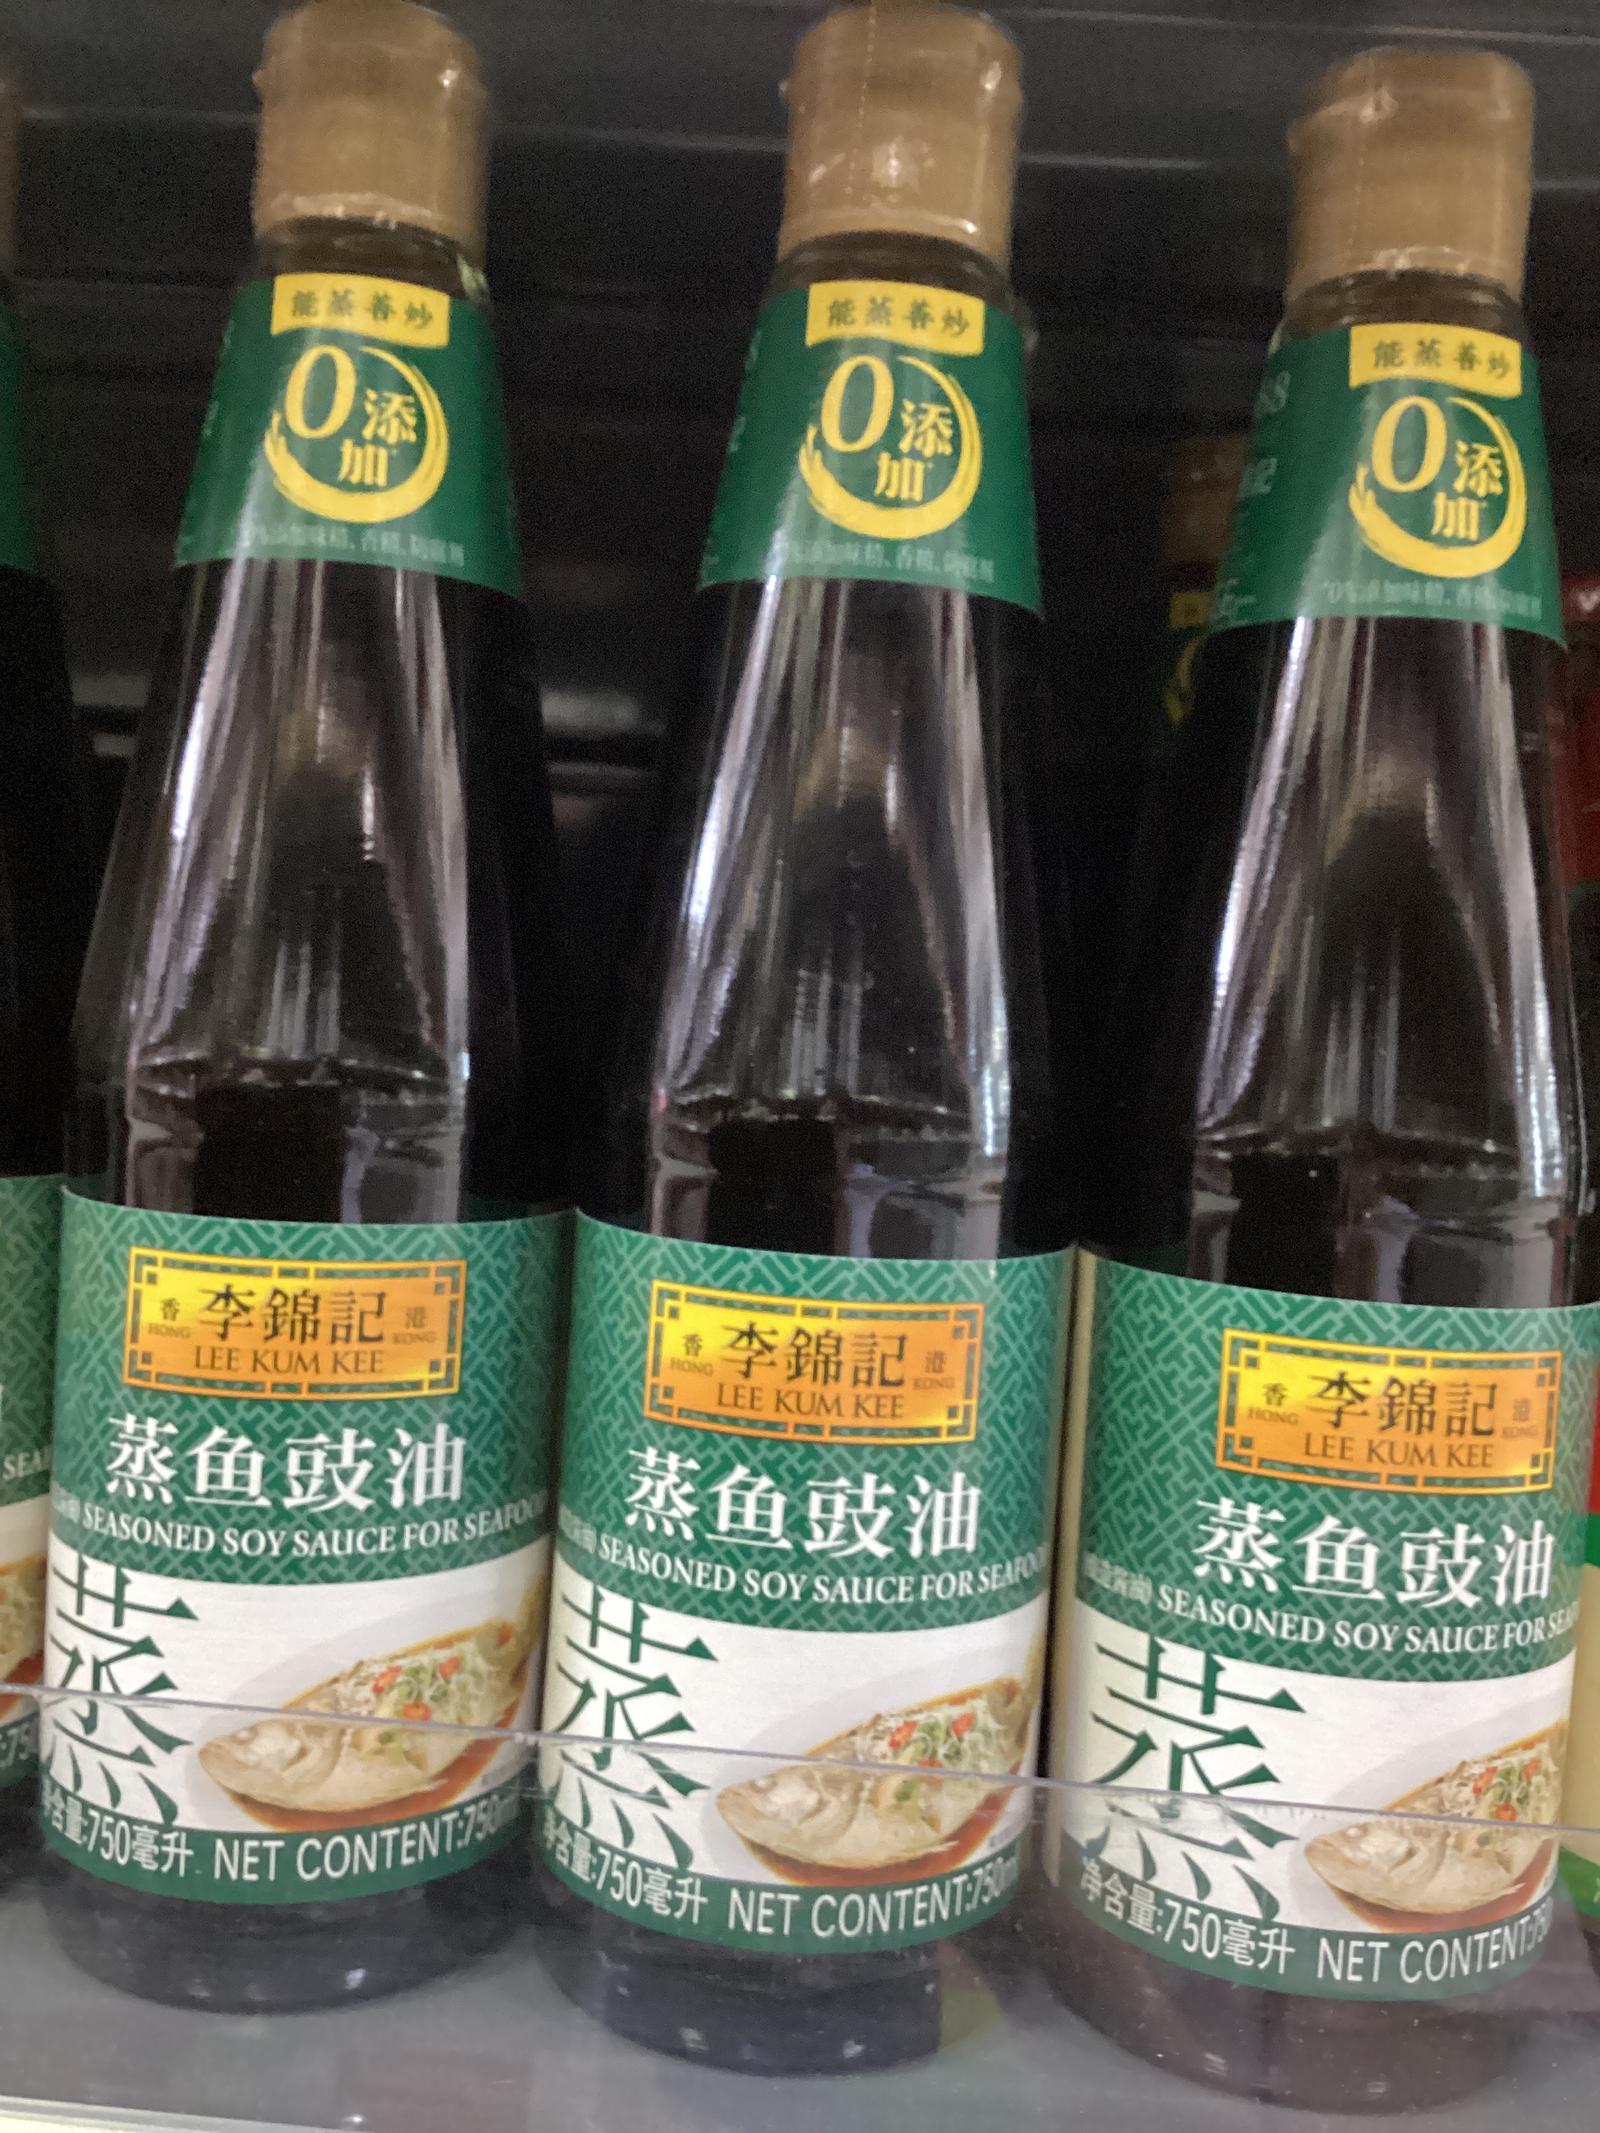 能蒸善炒
0添
加
能蒸善炒
0添
加
能蒸善炒
0添
加
香 李錦記 港
HONG LEE KUM KEE KONG
蒸鱼豉油
SEASONED SOY SAUCE FOR SEAFOO
蒸
净含量:750毫升 NET CONTENT:750m
香 李錦記 港
HONG LEE KUM KEE KONG
蒸鱼豉油
SEASONED SOY SAUCE FOR SEAFOO
蒸
净含量:750毫升 NET CONTENT:750m
香 李錦記 港
HONG LEE KUM KEE KONG
蒸鱼豉油
SEASONED SOY SAUCE FOR SEA
蒸
净含量:750毫升 NET CONTENT:750